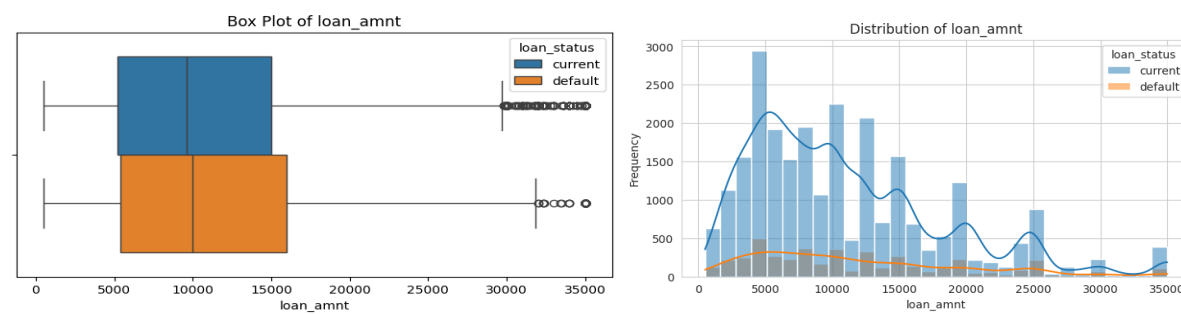 Box Plot of loan_amnt
loan_status
current
default
0 5000 10000 15000 20000 25000 30000 35000
loan_amnt
Distribution of loan_amnt
loan_status
current
default
3000
2500
2000
1500
1000
500
0
Frequency
0 5000 10000 15000 20000 25000 30000 35000
loan_amnt